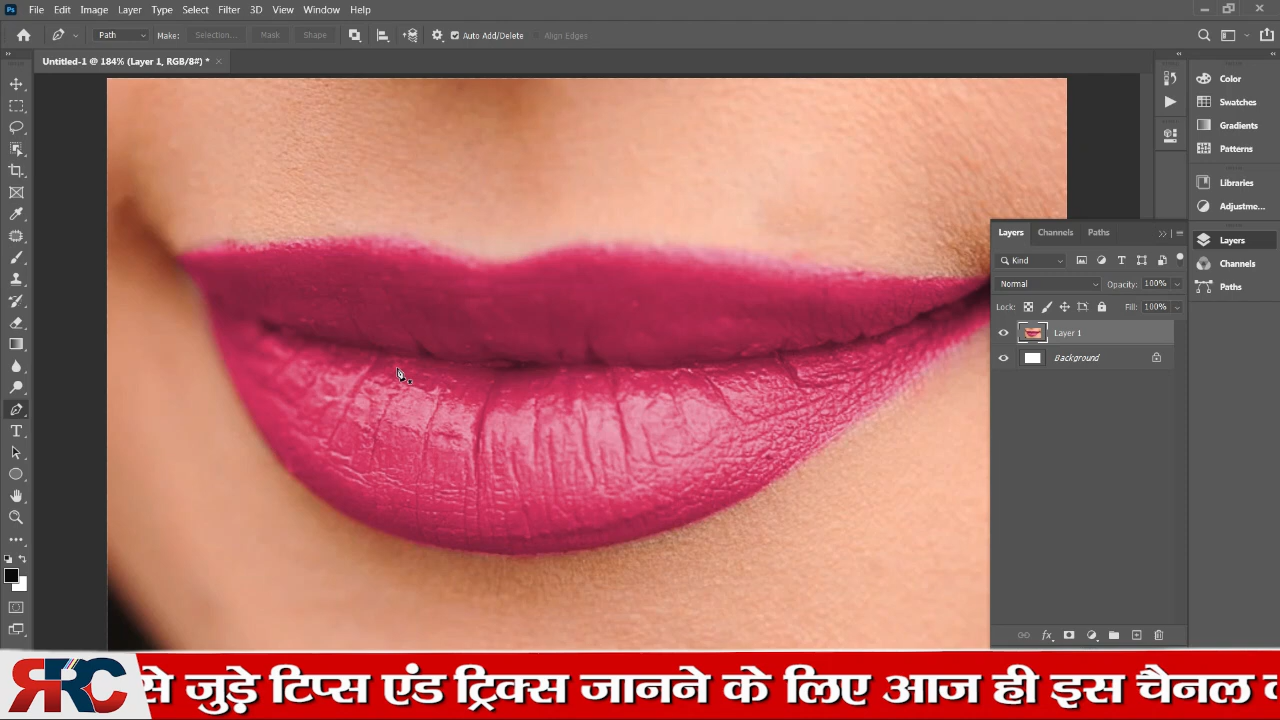 Ps File Edit Image Layer Type Select Filter 3D View Window Help
Path Make: Selection... Mask Shape Auto Add/Delete Align Edges
Untitled-1 @ 184% (Layer 1, RGB/8#) *
Color
Swatches
Gradients
Patterns
Libraries
Adjustme...
Layers
Channels
Paths
Layers Channels Paths
Kind
Normal Opacity: 100%
Lock: Fill: 100%
Layer 1
Background
RRC से जुड़े टिप्स एंड ट्रिक्स जानने के लिए आज ही इस चैनल